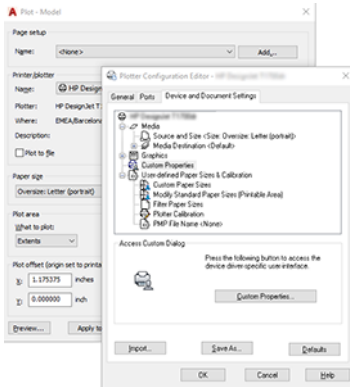 Plot - Model
Page setup
Name:
<None>
Add...
Printer/plotter
Name:
HP Design
Plotter:
HP DesignJet T
Where:
EMEA/Barcelon
Description:
Plot to file
Paper size
Oversize: Letter (portrait)
Plot area
What to plot:
Extents
Plot offset (origin set to printa
X:
1.175375
inches
Y:
0.000000
inch
Preview...
Apply to
Plotter Configuration Editor -
General
Ports
Device and Document Settings
Media
Source and Size <Size: Oversize: Letter (portrait)>
Media Destination <Default>
Graphics
Custom Properties
User-defined Paper Sizes & Calibration
Custom Paper Sizes
Modify Standard Paper Sizes (Printable Area)
Filter Paper Sizes
Plotter Calibration
PMP File Name <None>
Access Custom Dialog
Press the following button to access the
device driver-specific user interface.
Custom Properties...
Import...
Save As...
Defaults
OK
Cancel
Help